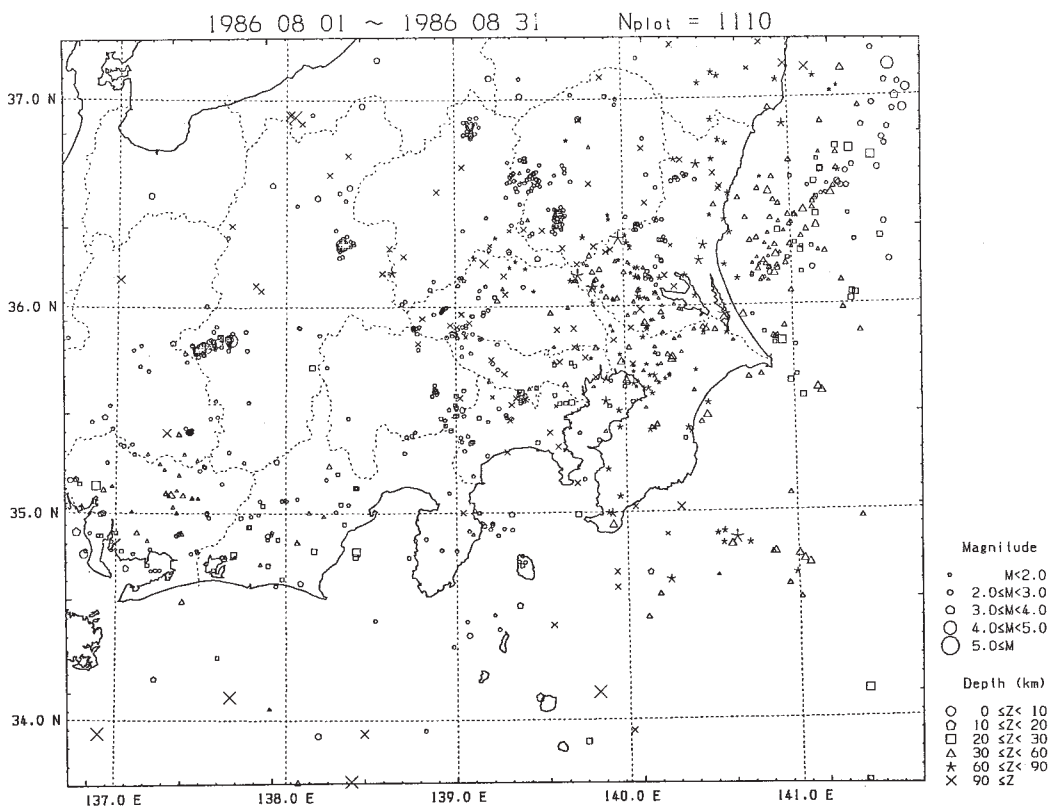 1986 08 01 ~ 1986 08 31 Nplot = 1110
37.0 N
36.0 N
35.0 N
34.0 N
137.0 E
138.0 E
139.0 E
140.0 E
141.0 E
Magnitude
M<2.0
2.0≤M<3.0
3.0≤M<4.0
4.0≤M<5.0
5.0≤M
Depth (km)
0 ≤Z< 10
10 ≤Z< 20
20 ≤Z< 30
30 ≤Z< 60
60 ≤Z< 90
90 ≤Z